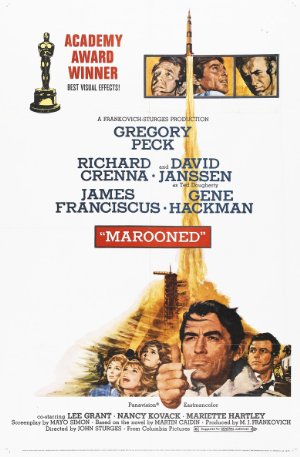 ACADEMY
AWARD
WINNER
BEST VISUAL EFFECTS!
A FRANKOVICH-STURGES PRODUCTION
GREGORY
PECK
RICHARD and DAVID
CRENNA · JANSSEN
as Ted Dougherty
JAMES GENE
FRANCISCUS · HACKMAN
"MAROONED"
Panavision® Eastmancolor
co-starring LEE GRANT · NANCY KOVACK · MARIETTE HARTLEY
Screenplay by MAYO SIMON · Based on the novel by MARTIN CAIDIN · Produced by M. J. FRANKOVICH
Directed by JOHN STURGES · From Columbia Pictures